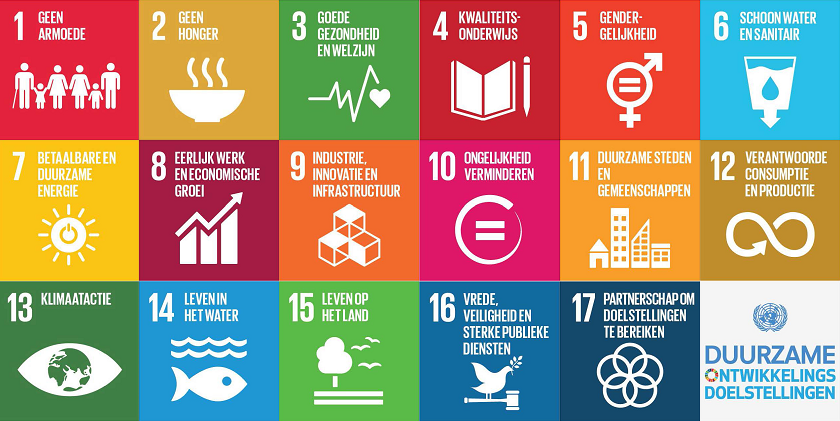 1 GEEN
ARMOEDE
2 GEEN
HONGER
3 GOEDE
GEZONDHEID
EN WELZIJN
4 KWALITEITS-
ONDERWIJS
5 GENDER-
GELIJKHEID
6 SCHOON WATER
EN SANITAIR
7 BETAALBARE EN
DUURZAME
ENERGIE
8 EERLIJK WERK
EN ECONOMISCHE
GROEI
9 INDUSTRIE,
INNOVATIE EN
INFRASTRUCTUUR
10 ONGELIJKHEID
VERMINDEREN
11 DUURZAME STEDEN
EN
GEMEENSCHAPPEN
12 VERANTWOORDE
CONSUMPTIE
EN PRODUCTIE
13 KLIMAATACTIE
14 LEVEN IN
HET WATER
15 LEVEN OP
HET LAND
16 VREDE,
VEILIGHEID EN
STERKE PUBLIEKE
DIENSTEN
17 PARTNERSCHAP OM
DOELSTELLINGEN
TE BEREIKEN
DUURZAME
ONTWIKKELINGS
DOELSTELLINGEN